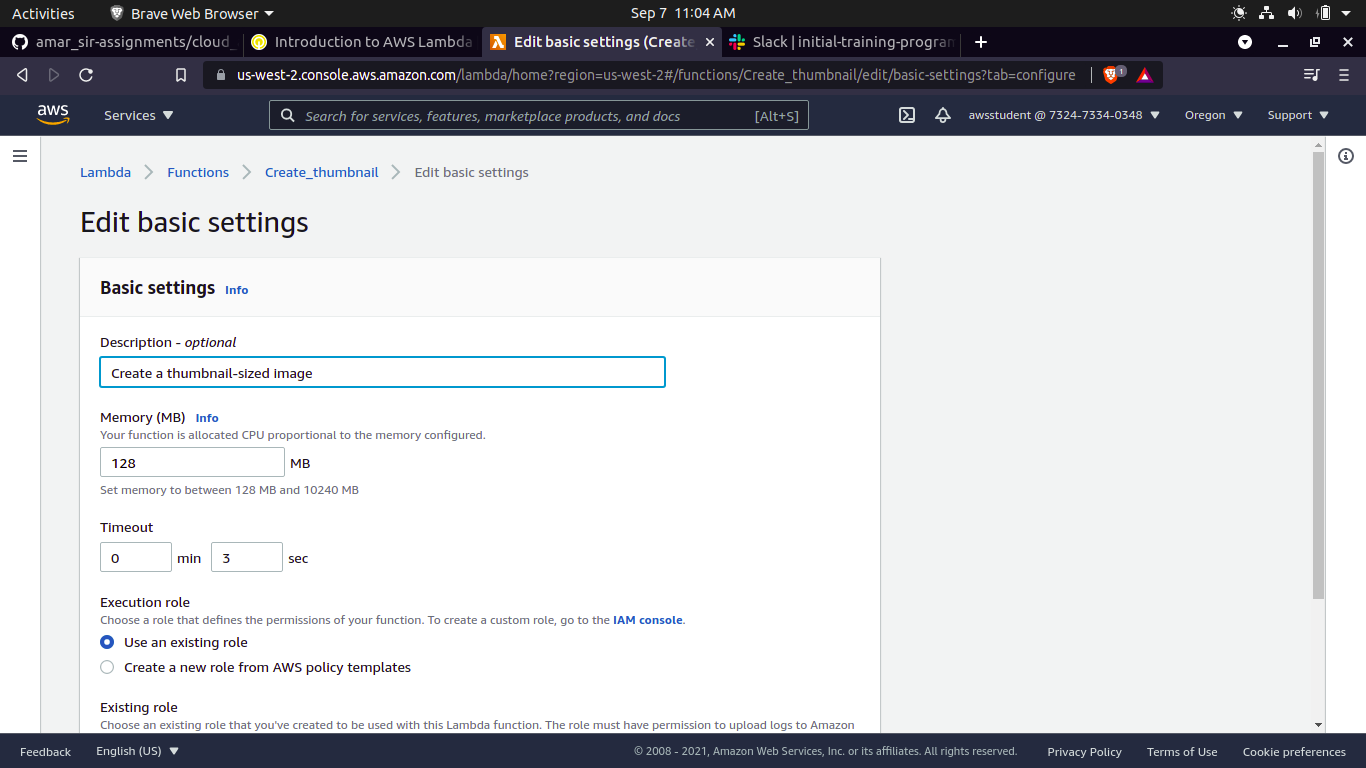 Activities Brave Web Browser Sep 7 11:04 AM
amar_sir-assignments/cloud_ Introduction to AWS Lambda Edit basic settings (Create Slack | initial-training-program
us-west-2.console.aws.amazon.com/lambda/home?region=us-west-2#/functions/Create_thumbnail/edit/basic-settings?tab=configure 1
aws Services Search for services, features, marketplace products, and docs [Alt+S] awsstudent @ 7324-7334-0348 Oregon Support
Lambda Functions Create_thumbnail Edit basic settings
Edit basic settings
Basic settings Info
Description - optional
Create a thumbnail-sized image
Memory (MB) Info
Your function is allocated CPU proportional to the memory configured.
128 MB
Set memory to between 128 MB and 10240 MB
Timeout
0 min 3 sec
Execution role
Choose a role that defines the permissions of your function. To create a custom role, go to the IAM console.
Use an existing role
Create a new role from AWS policy templates
Existing role
Choose an existing role that you've created to be used with this Lambda function. The role must have permission to upload logs to Amazon
Feedback English (US) © 2008 - 2021, Amazon Web Services, Inc. or its affiliates. All rights reserved. Privacy Policy Terms of Use Cookie preferences